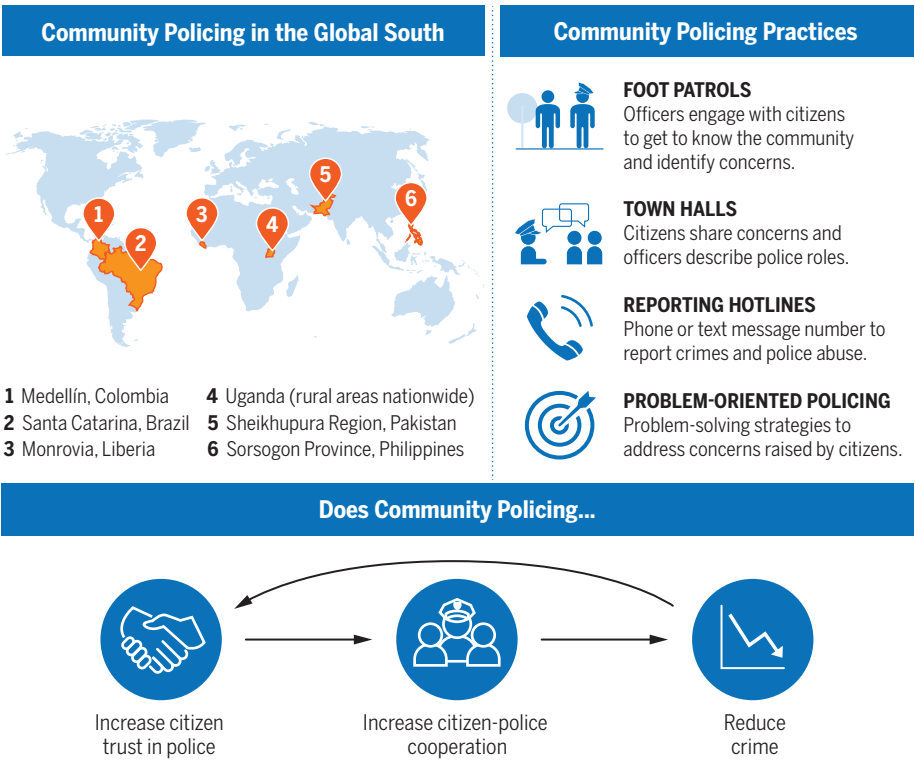 Community Policing in the Global South
1
2
3
4
5
6
1 Medellín, Colombia
2 Santa Catarina, Brazil
3 Monrovia, Liberia
4 Uganda (rural areas nationwide)
5 Sheikhupura Region, Pakistan
6 Sorsogon Province, Philippines
Community Policing Practices
FOOT PATROLS
Officers engage with citizens
to get to know the community
and identify concerns.
TOWN HALLS
Citizens share concerns and
officers describe police roles.
REPORTING HOTLINES
Phone or text message number to
report crimes and police abuse.
PROBLEM-ORIENTED POLICING
Problem-solving strategies to
address concerns raised by citizens.
Does Community Policing...
Increase citizen
trust in police
Increase citizen-police
cooperation
Reduce
crime